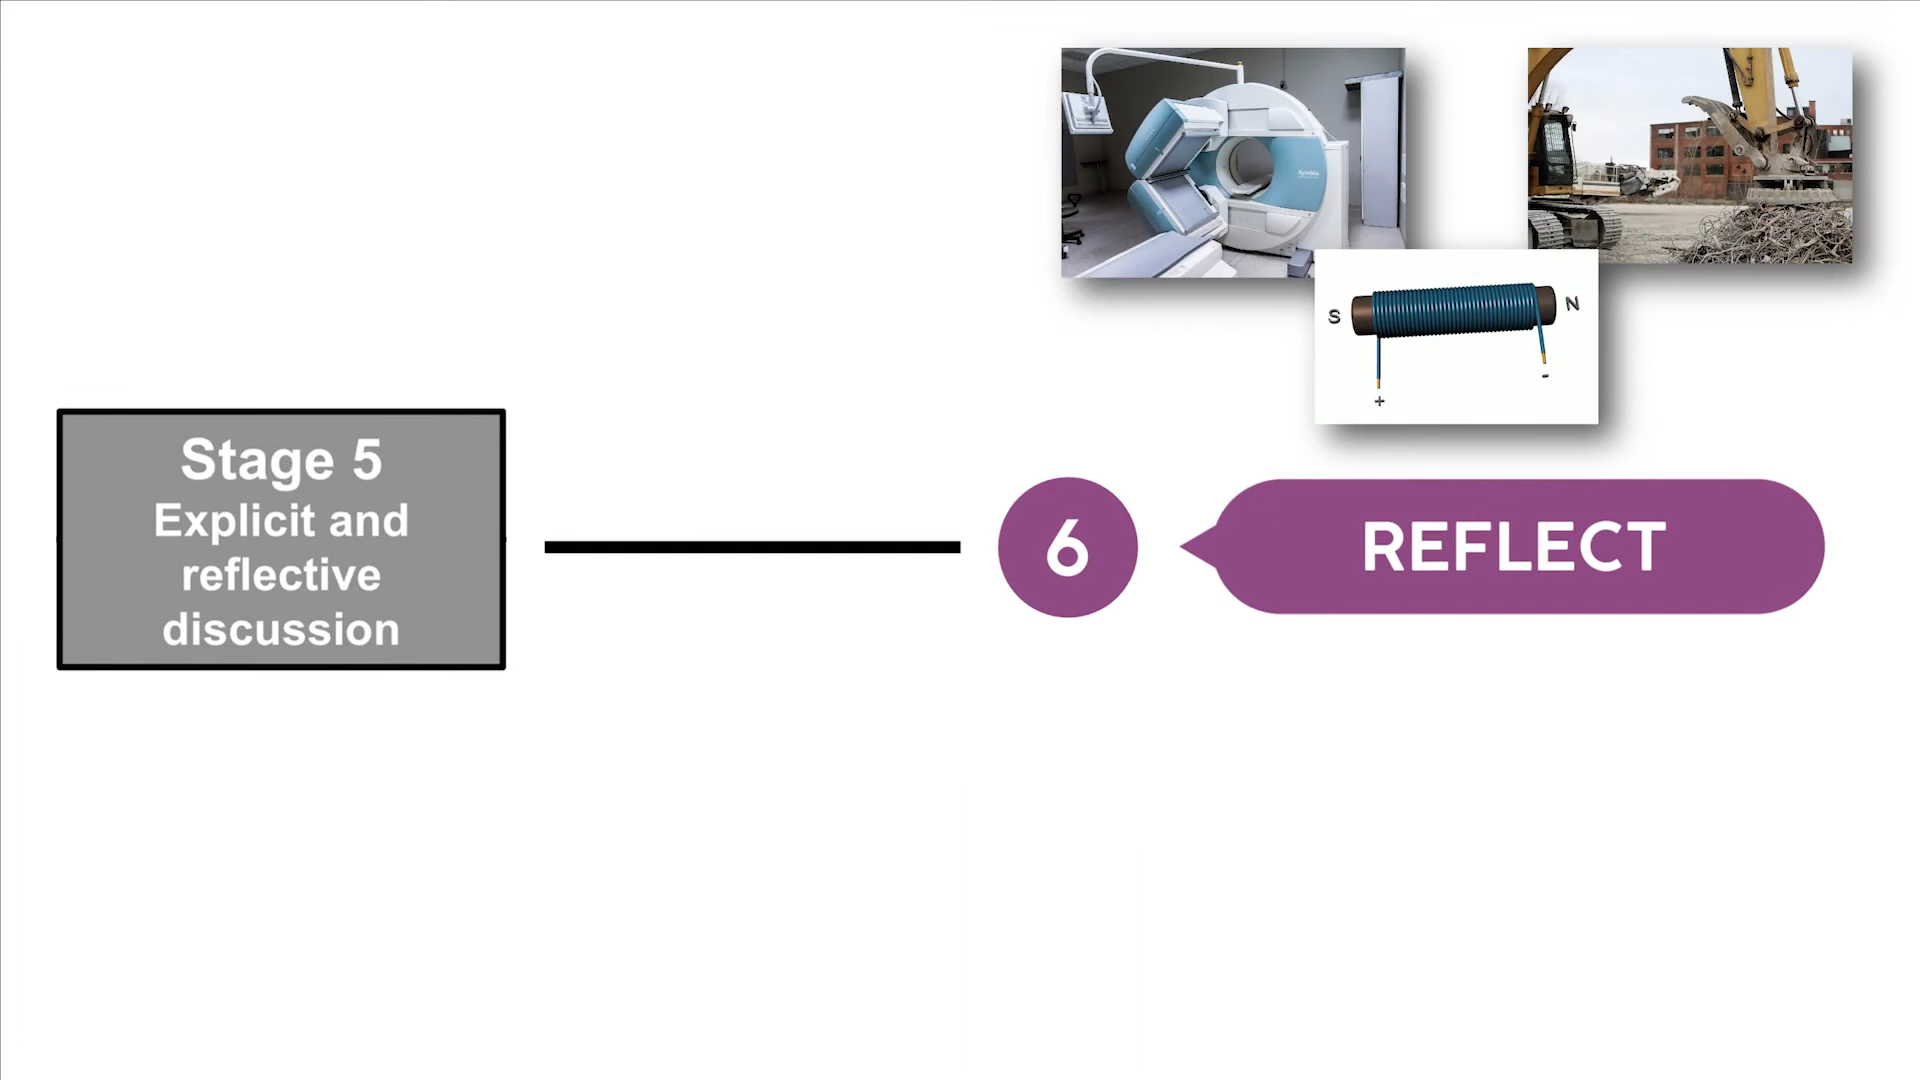 Stage 5
Explicit and
reflective
discussion
S
N
+
-
6
REFLECT